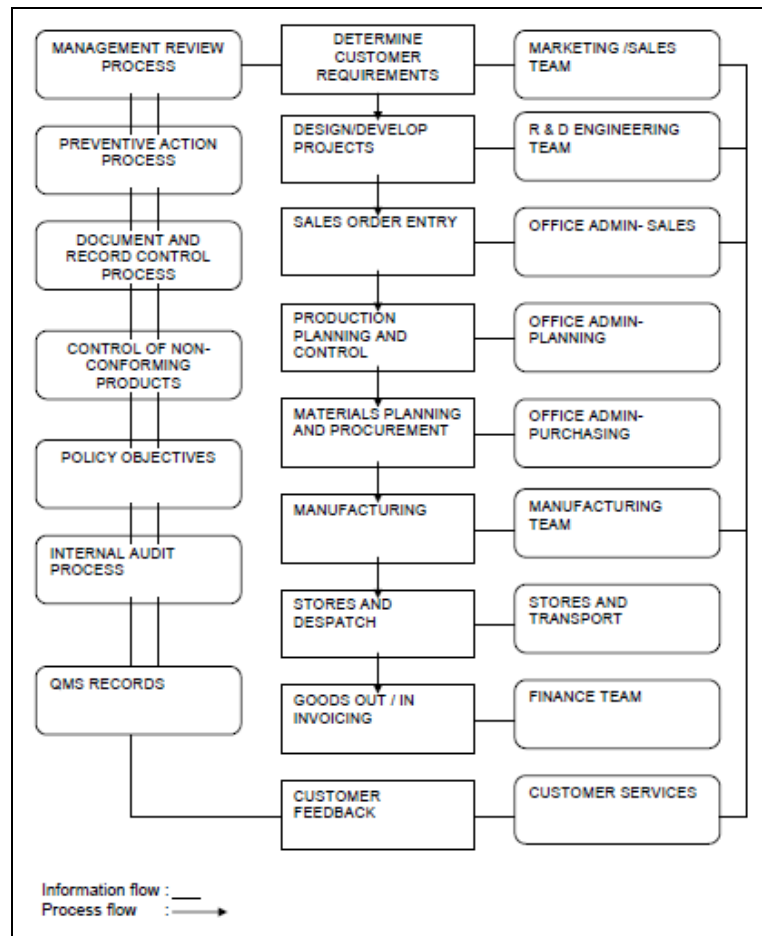 MANAGEMENT REVIEW
PROCESS
DETERMINE
CUSTOMER
REQUIREMENTS
MARKETING /SALES
TEAM
PREVENTIVE ACTION
PROCESS
DESIGN/DEVELOP
PROJECTS
R & D ENGINEERING
TEAM
DOCUMENT AND
RECORD CONTROL
PROCESS
SALES ORDER ENTRY
OFFICE ADMIN- SALES
CONTROL OF NON-
CONFORMING
PRODUCTS
PRODUCTION
PLANNING AND
CONTROL
OFFICE ADMIN-
PLANNING
POLICY OBJECTIVES
MATERIALS PLANNING
AND PROCUREMENT
OFFICE ADMIN-
PURCHASING
INTERNAL AUDIT
PROCESS
MANUFACTURING
MANUFACTURING
TEAM
QMS RECORDS
STORES AND
DESPATCH
STORES AND
TRANSPORT
GOODS OUT / IN
INVOICING
FINANCE TEAM
CUSTOMER
FEEDBACK
CUSTOMER SERVICES
Information flow :
Process flow :